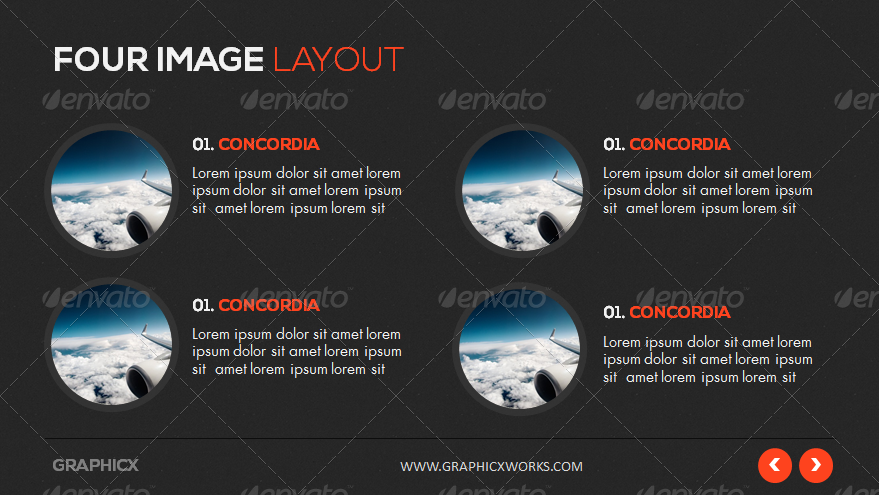 FOUR IMAGE LAYOUT
envato envato envato envato envato
01. CONCORDIA
Lorem ipsum dolor sit amet lorem
ipsum dolor sit amet lorem ipsum
sit amet lorem ipsum lorem sit
01. CONCORDIA
Lorem ipsum dolor sit amet lorem
ipsum dolor sit amet lorem ipsum
sit amet lorem ipsum lorem sit
envato envato envato envato
01. CONCORDIA
Lorem ipsum dolor sit amet lorem
ipsum dolor sit amet lorem ipsum
sit amet lorem ipsum lorem sit
01. CONCORDIA
Lorem ipsum dolor sit amet lorem
ipsum dolor sit amet lorem ipsum
sit amet lorem ipsum lorem sit
GRAPHICX
WWW.GRAPHICXWORKS.COM